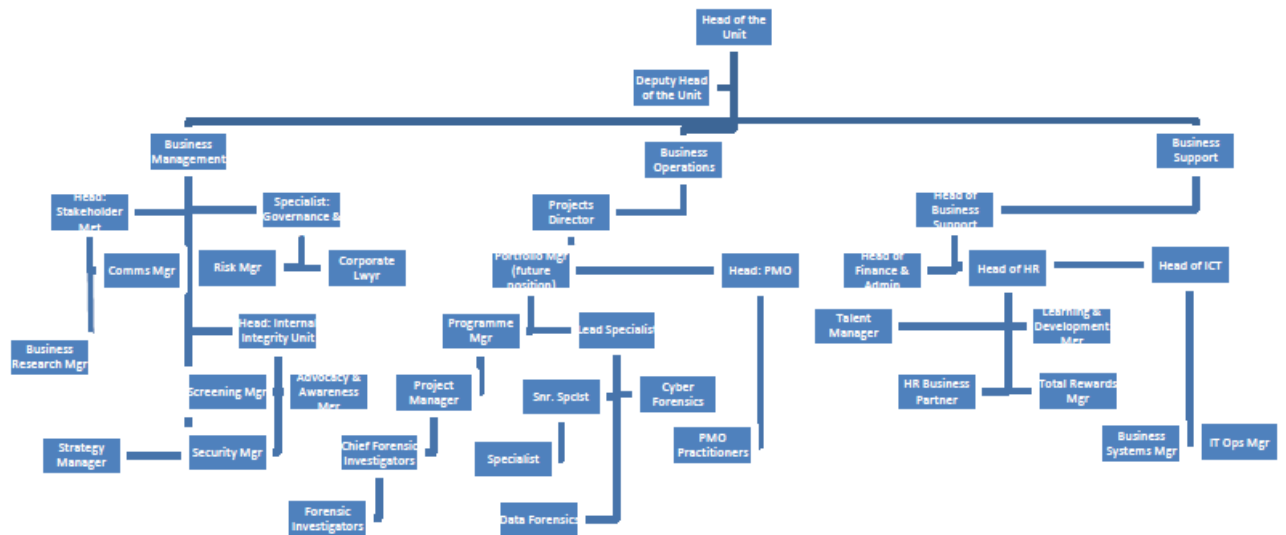 Head of the
Unit
Deputy Head
of the Unit
Business
Management
Business
Operations
Business
Support
Head:
Stakeholder
Mgt
Specialist:
Governance &
Projects
Director
Head of
Business
Support
Comms Mgr
Risk Mgr
Corporate
Lwyr
Portfolio Mgr
(future
position)
Head: PMO
Head of
Finance &
Admin
Head of HR
Head of ICT
Business
Research Mgr
Head: Internal
Integrity Unit
Programme
Mgr
Lead Specialist
Talent
Manager
Learning &
Development
Mgr
Screening Mgr
Advocacy &
Awareness
Mgr
Project
Manager
Snr. Spclst
Cyber
Forensics
HR Business
Partner
Total Rewards
Mgr
Strategy
Manager
Security Mgr
Chief Forensic
Investigators
Specialist
PMO
Practitioners
Business
Systems Mgr
IT Ops Mgr
Forensic
Investigators
Data Forensics